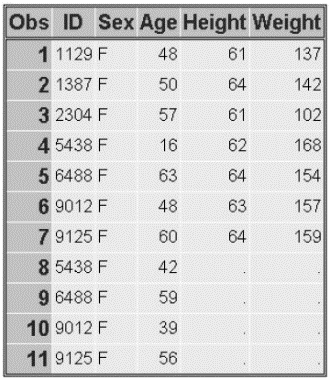 Obs ID Sex Age Height Weight
1 1129 F 48 61 137
2 1387 F 50 64 142
3 2304 F 57 61 102
4 5438 F 16 62 168
5 6488 F 63 64 154
6 9012 F 48 63 157
7 9125 F 60 64 159
8 5438 F 42 . .
9 6488 F 59 . .
10 9012 F 39 . .
11 9125 F 56 . .